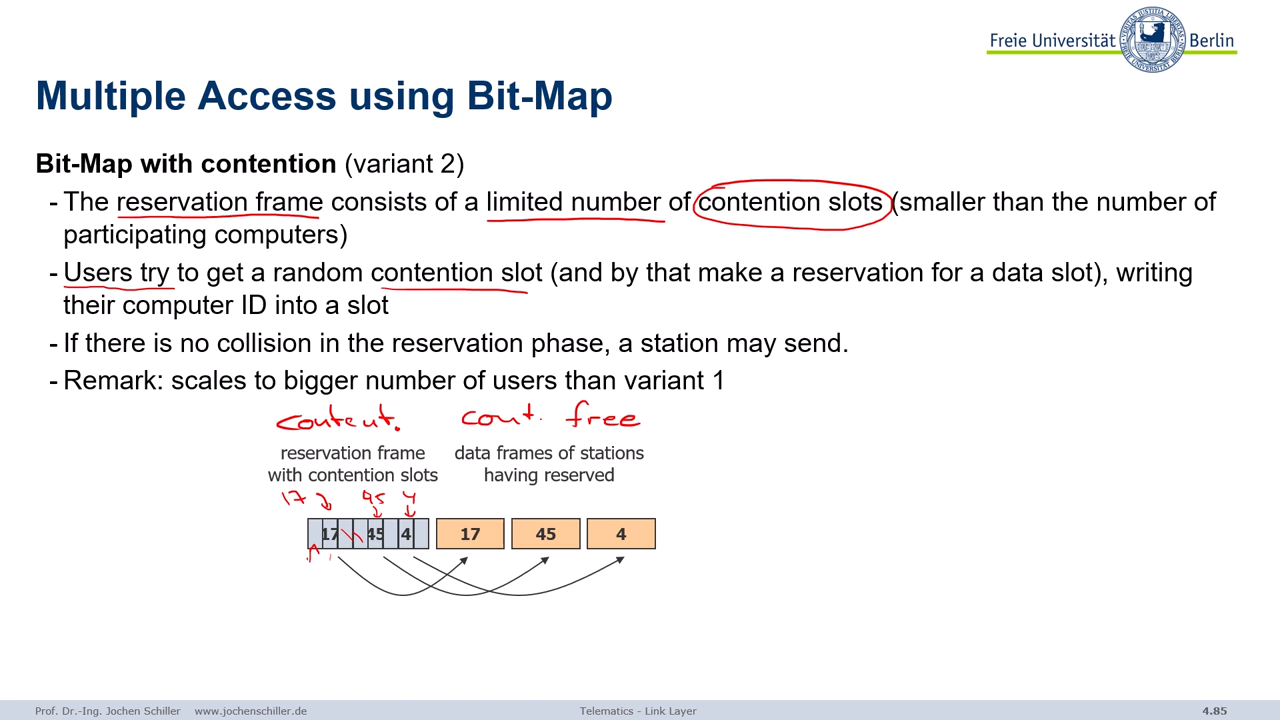 Freie Universität Berlin
Multiple Access using Bit-Map
Bit-Map with contention (variant 2)
- The reservation frame consists of a limited number of contention slots (smaller than the number of
participating computers)
- Users try to get a random contention slot (and by that make a reservation for a data slot), writing
their computer ID into a slot
- If there is no collision in the reservation phase, a station may send.
- Remark: scales to bigger number of users than variant 1
content. cont. free
reservation frame data frames of stations
with contention slots having reserved
17 45 4
17 45 4 17 45 4
Prof. Dr.-Ing. Jochen Schiller www.jochenschiller.de Telematics - Link Layer 4.85